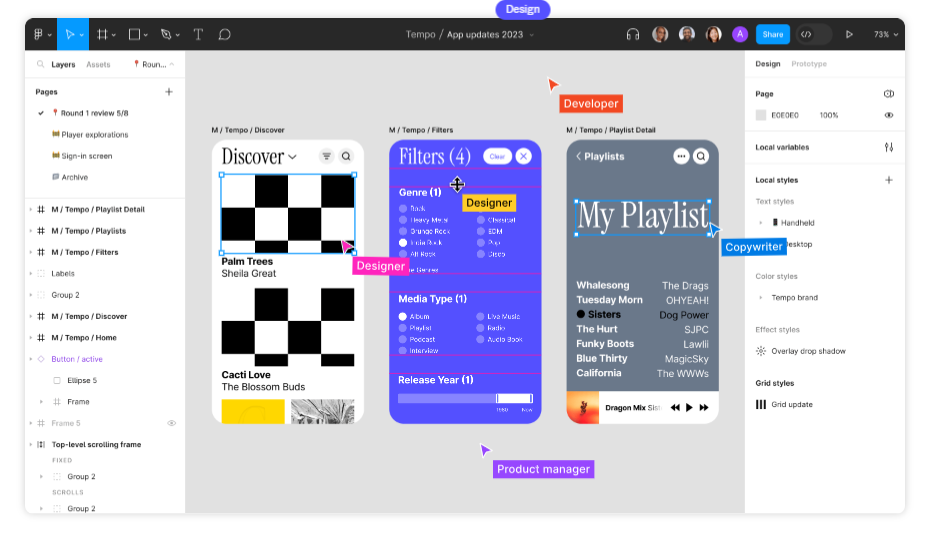 Design
Tempo / App updates 2023
A
Share
73%
Layers
Assets
Roun...
Pages
Round 1 review 5/8
Player explorations
Sign-in screen
Archive
M / Tempo / Playlist Detail
M / Tempo / Playlists
M / Tempo / Filters
Labels
Group 2
M / Tempo / Discover
M / Tempo / Home
Button / active
Ellipse 5
Frame
Frame 5
Top-level scrolling frame
FIXED
Group 2
SCROLLS
Group 2
M / Tempo / Discover
Discover
Designer
Palm Trees
Sheila Great
Cacti Love
The Blossom Buds
M / Tempo / Filters
Filters (4)
Clear
Genre (1)
Designer
Rock
Heavy Metal
Classical
Grunge Rock
EDM
India Rock
Pop
Alt Rock
Disco
Genres
Media Type (1)
Album
Live Music
Playlist
Radio
Podcast
Audio Book
Interview
Release Year (1)
1980
Now
Product manager
Developer
M / Tempo / Playlist Detail
Playlists
My Playlist
Copywriter
Whalesong The Drags
Tuesday Morn OHYEAH!
Sisters Dog Power
The Hurt SJPC
Funky Boots Lawlii
Blue Thirty MagicSky
California The WWWs
Dragon Mix Sist
Design
Prototype
Page
E0E0E0 100%
Local variables
Local styles
Text styles
Handheld
esktop
Color styles
Tempo brand
Effect styles
Overlay drop shadow
Grid styles
Grid update